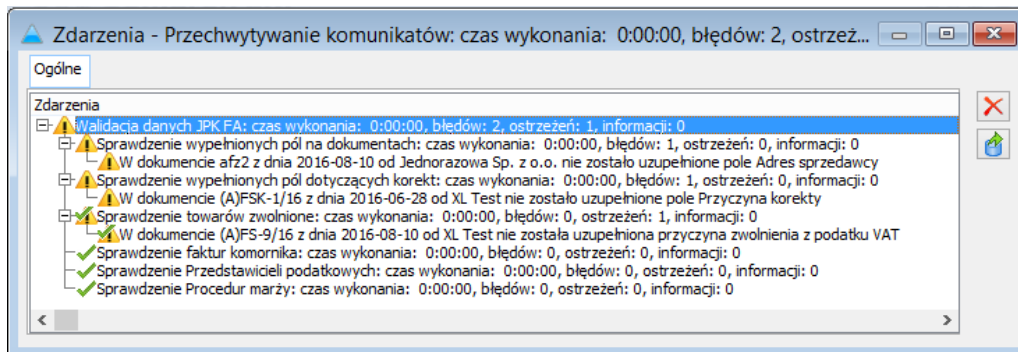 Zdarzenia - Przechwytywanie komunikatów: czas wykonania:  0:00:00, błędów: 2, ostrzeż...
Ogólne
Zdarzenia
Walidacja danych JPK FA: czas wykonania:  0:00:00, błędów: 2, ostrzeżeń: 1, informacji: 0
Sprawdzenie wypełnionych pól na dokumentach: czas wykonania:  0:00:00, błędów: 1, ostrzeżeń: 0, informacji: 0
W dokumencie afz2 z dnia 2016-08-10 od Jednorazowa Sp. z o.o. nie zostało uzupełnione pole Adres sprzedawcy
Sprawdzenie wypełnionych pól dotyczących korekt: czas wykonania:  0:00:00, błędów: 1, ostrzeżeń: 0, informacji: 0
W dokumencie (A)FSK-1/16 z dnia 2016-06-28 od XL Test nie zostało uzupełnione pole Przyczyna korekty
Sprawdzenie towarów zwolnione: czas wykonania:  0:00:00, błędów: 0, ostrzeżeń: 1, informacji: 0
W dokumencie (A)FS-9/16 z dnia 2016-08-10 od XL Test nie została uzupełniona przyczyna zwolnienia z podatku VAT
Sprawdzenie faktur komornika: czas wykonania:  0:00:00, błędów: 0, ostrzeżeń: 0, informacji: 0
Sprawdzenie Przedstawicieli podatkowych: czas wykonania:  0:00:00, błędów: 0, ostrzeżeń: 0, informacji: 0
Sprawdzenie Procedur marży: czas wykonania:  0:00:00, błędów: 0, ostrzeżeń: 0, informacji: 0